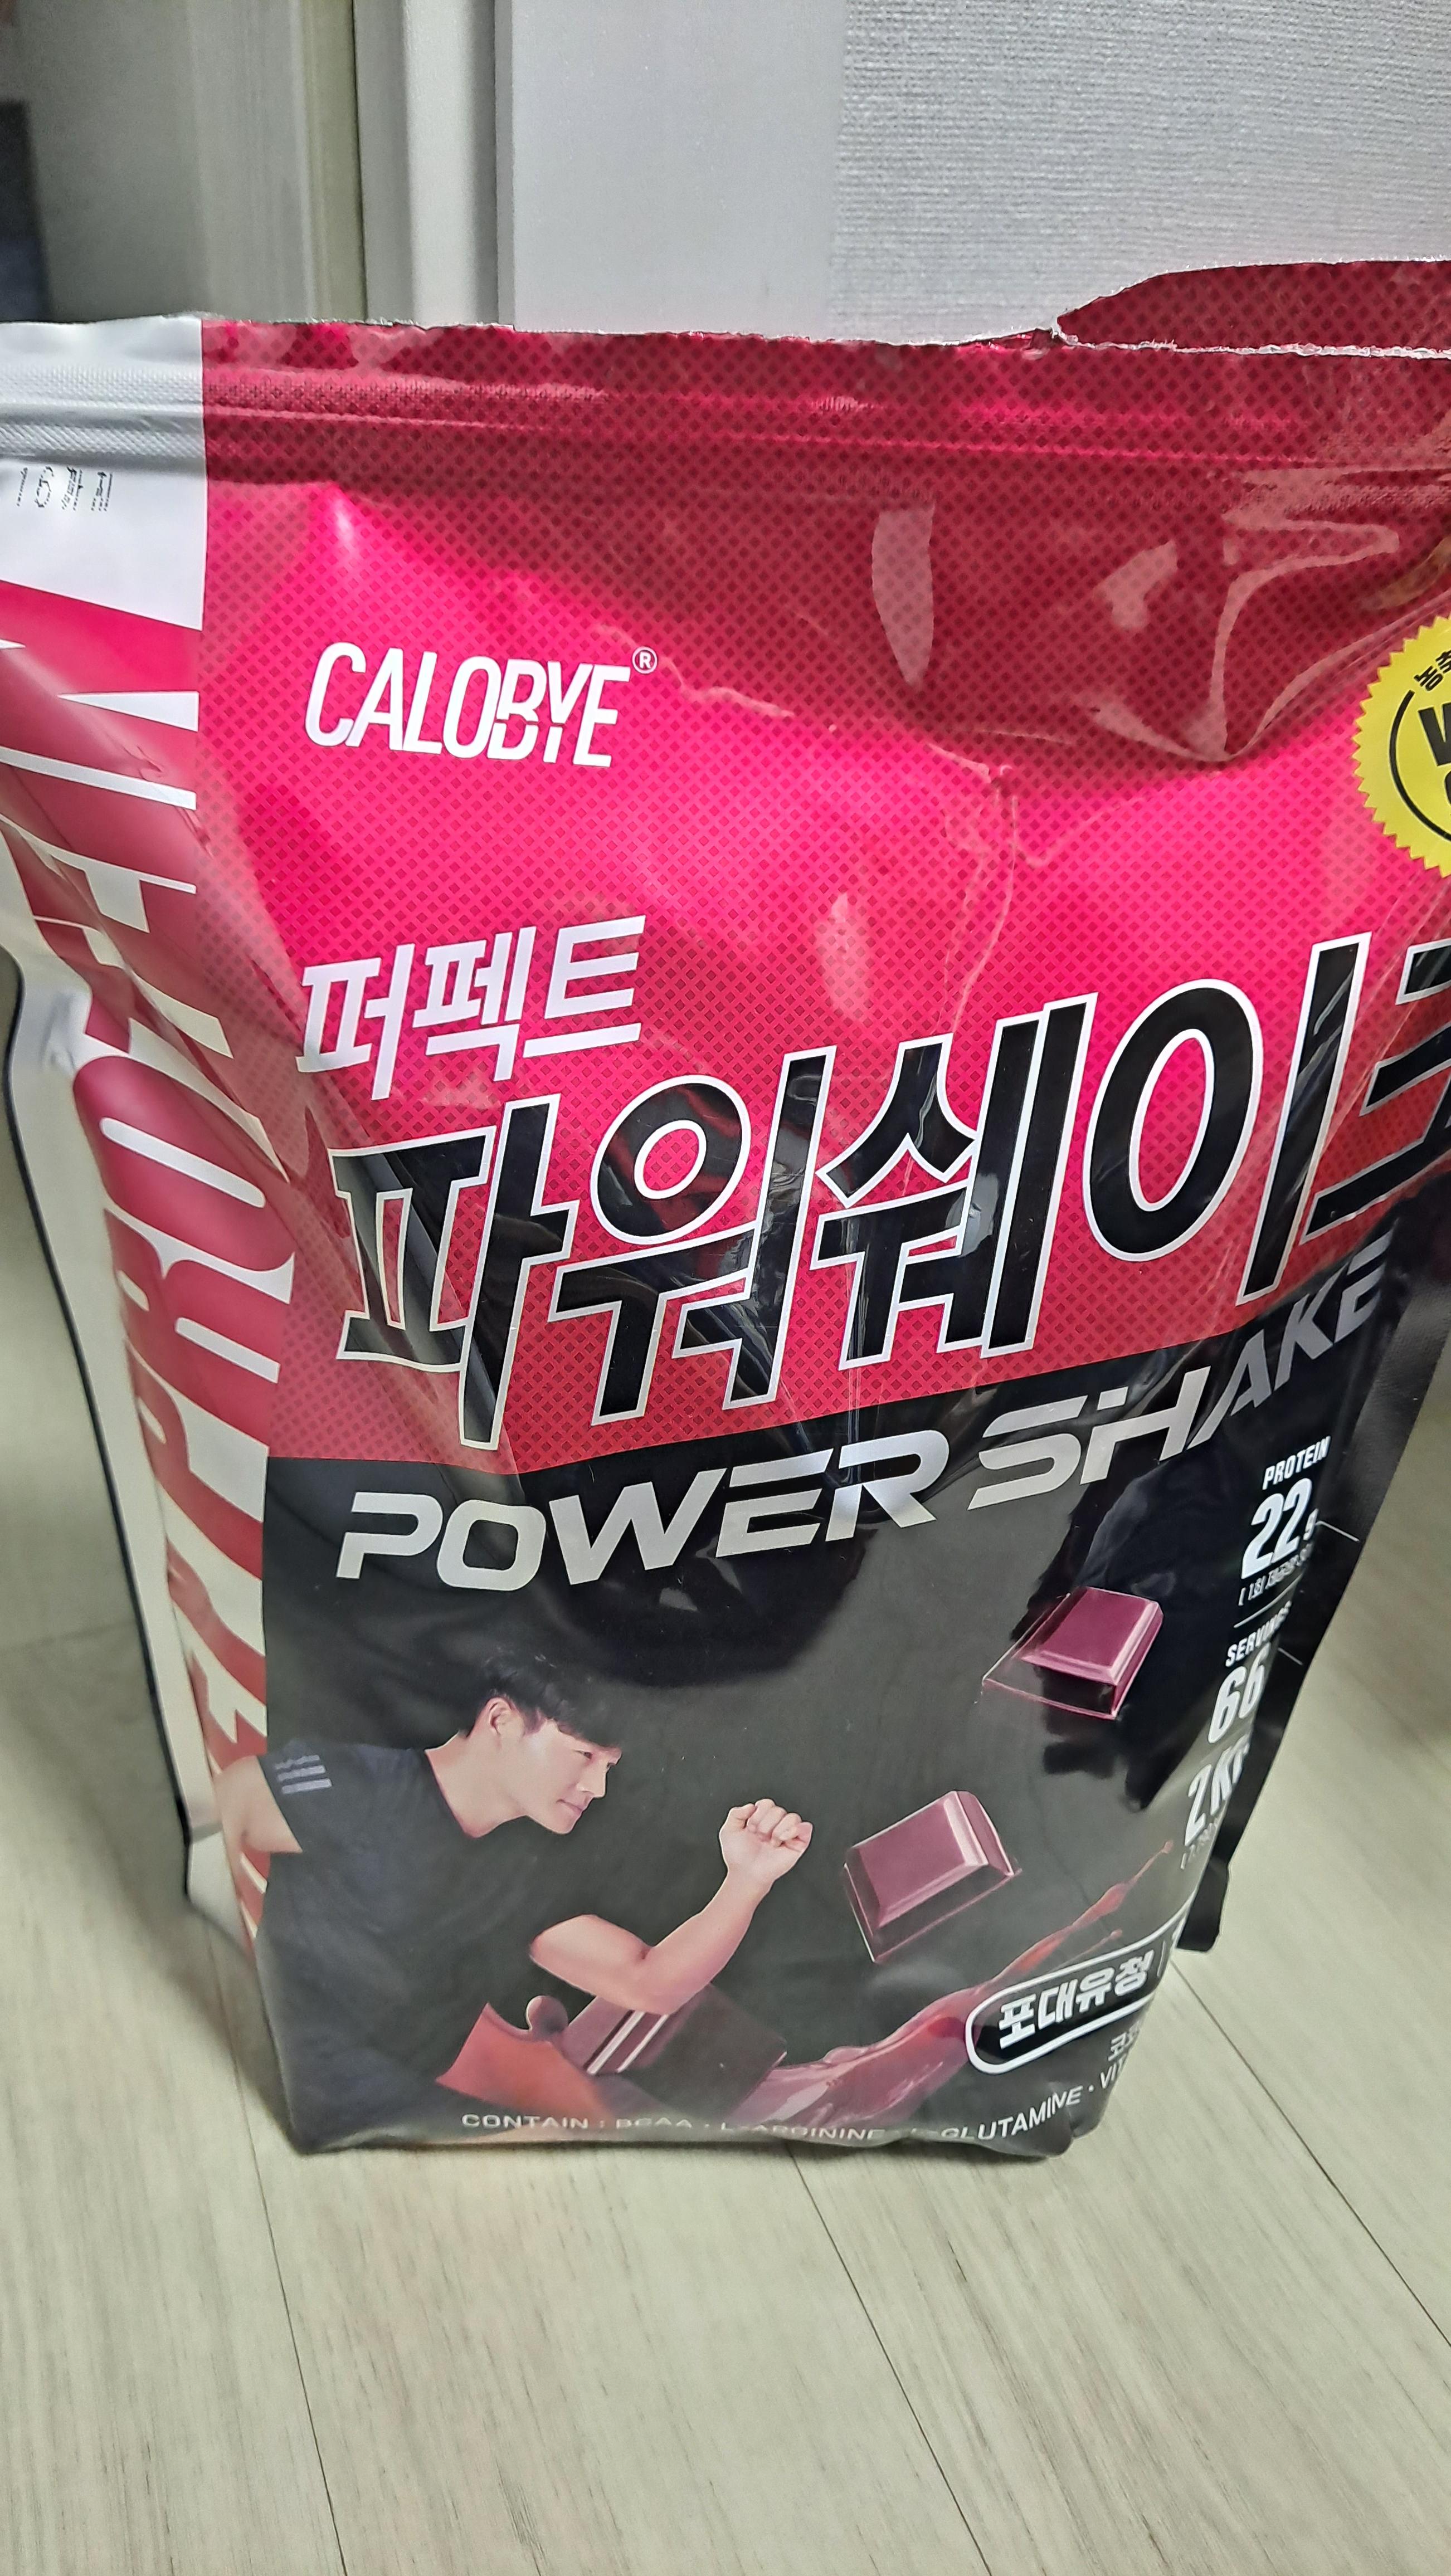 CALOBYE®
퍼펙트
파워쉐이크
POWER SHAKE
PROTEIN
22g
SERVINGS
66
2KG
포대유청
CONTAIN : BCAA · L-ARGININE · L-GLUTAMINE ·